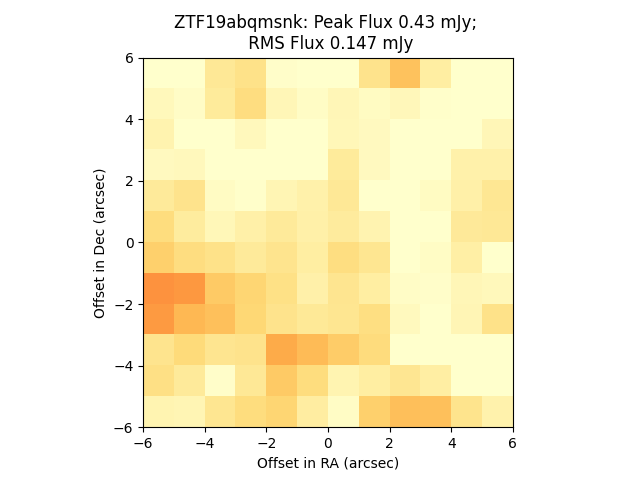 ZTF19abqmsnk: Peak Flux 0.43 mJy;
RMS Flux 0.147 mJy
6
4
2
0
−2
−4
−6
Offset in Dec (arcsec)
−6 −4 −2 0 2 4 6
Offset in RA (arcsec)